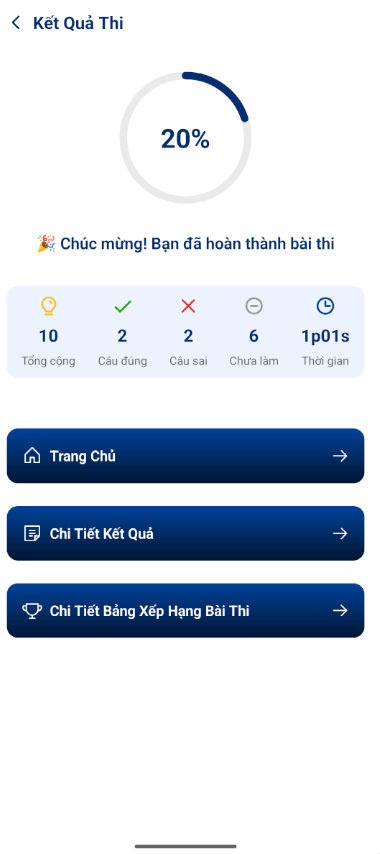 Kết Quả Thi
20%
🎉 Chúc mừng! Bạn đã hoàn thành bài thi
10 2 2 6 1p01s
Tổng cộng Câu đúng Câu sai Chưa làm Thời gian
Trang Chủ
Chi Tiết Kết Quả
Chi Tiết Bảng Xếp Hạng Bài Thi